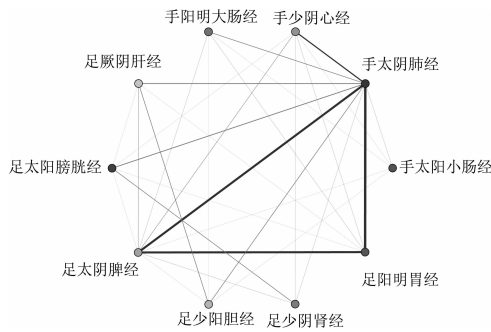 手阳明大肠经 手少阴心经
足厥阴肝经 手太阴肺经
足太阳膀胱经 手太阳小肠经
足太阴脾经 足阳明胃经
足少阳胆经 足少阴肾经